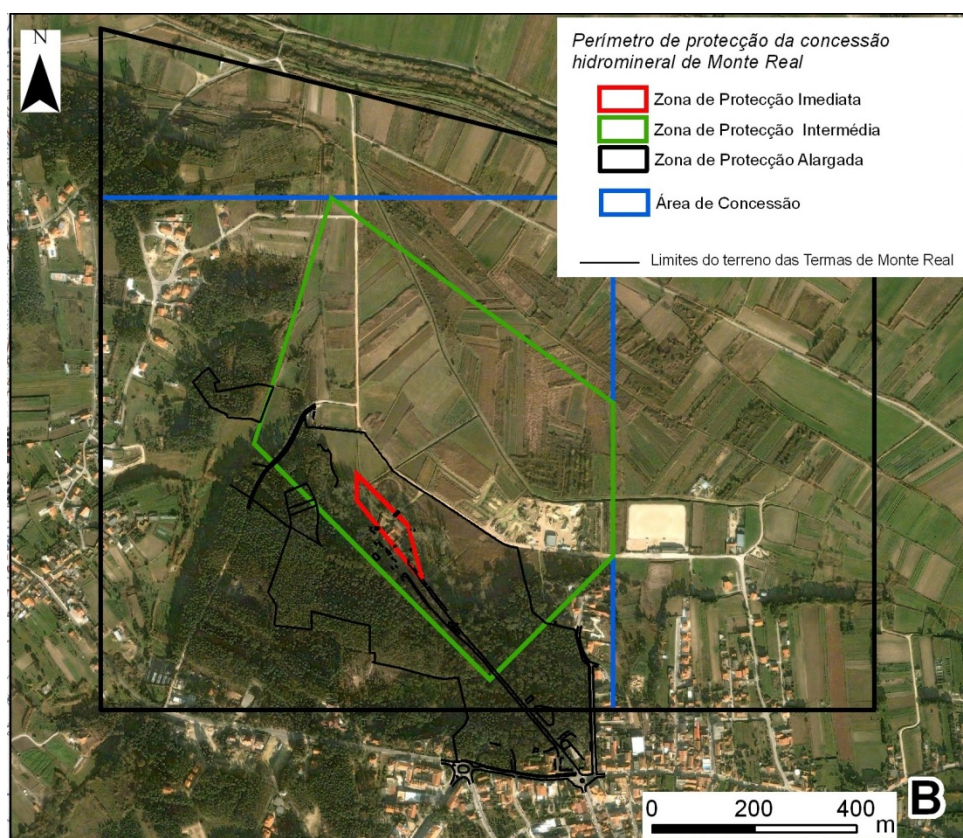 N
Perímetro de protecção da concessão
hidromineral de Monte Real
Zona de Protecção Imediata
Zona de Protecção Intermédia
Zona de Protecção Alargada
Área de Concessão
Limites do terreno das Termas de Monte Real
B
0 200 400
m